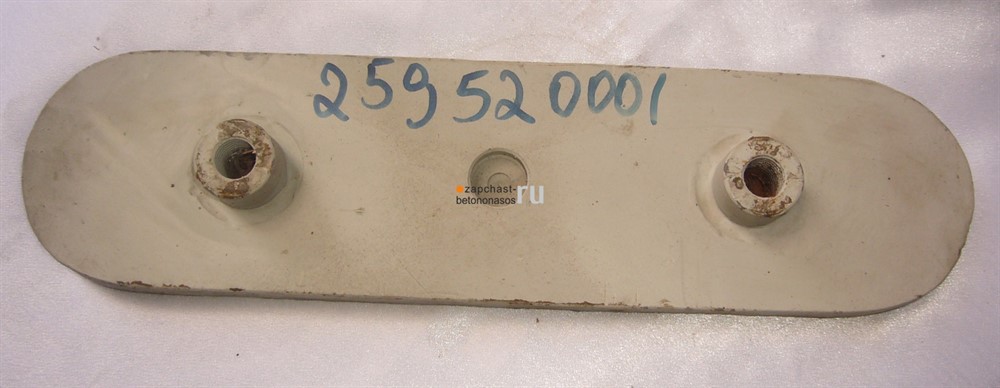 259520001
zapchast-
betononasos ru